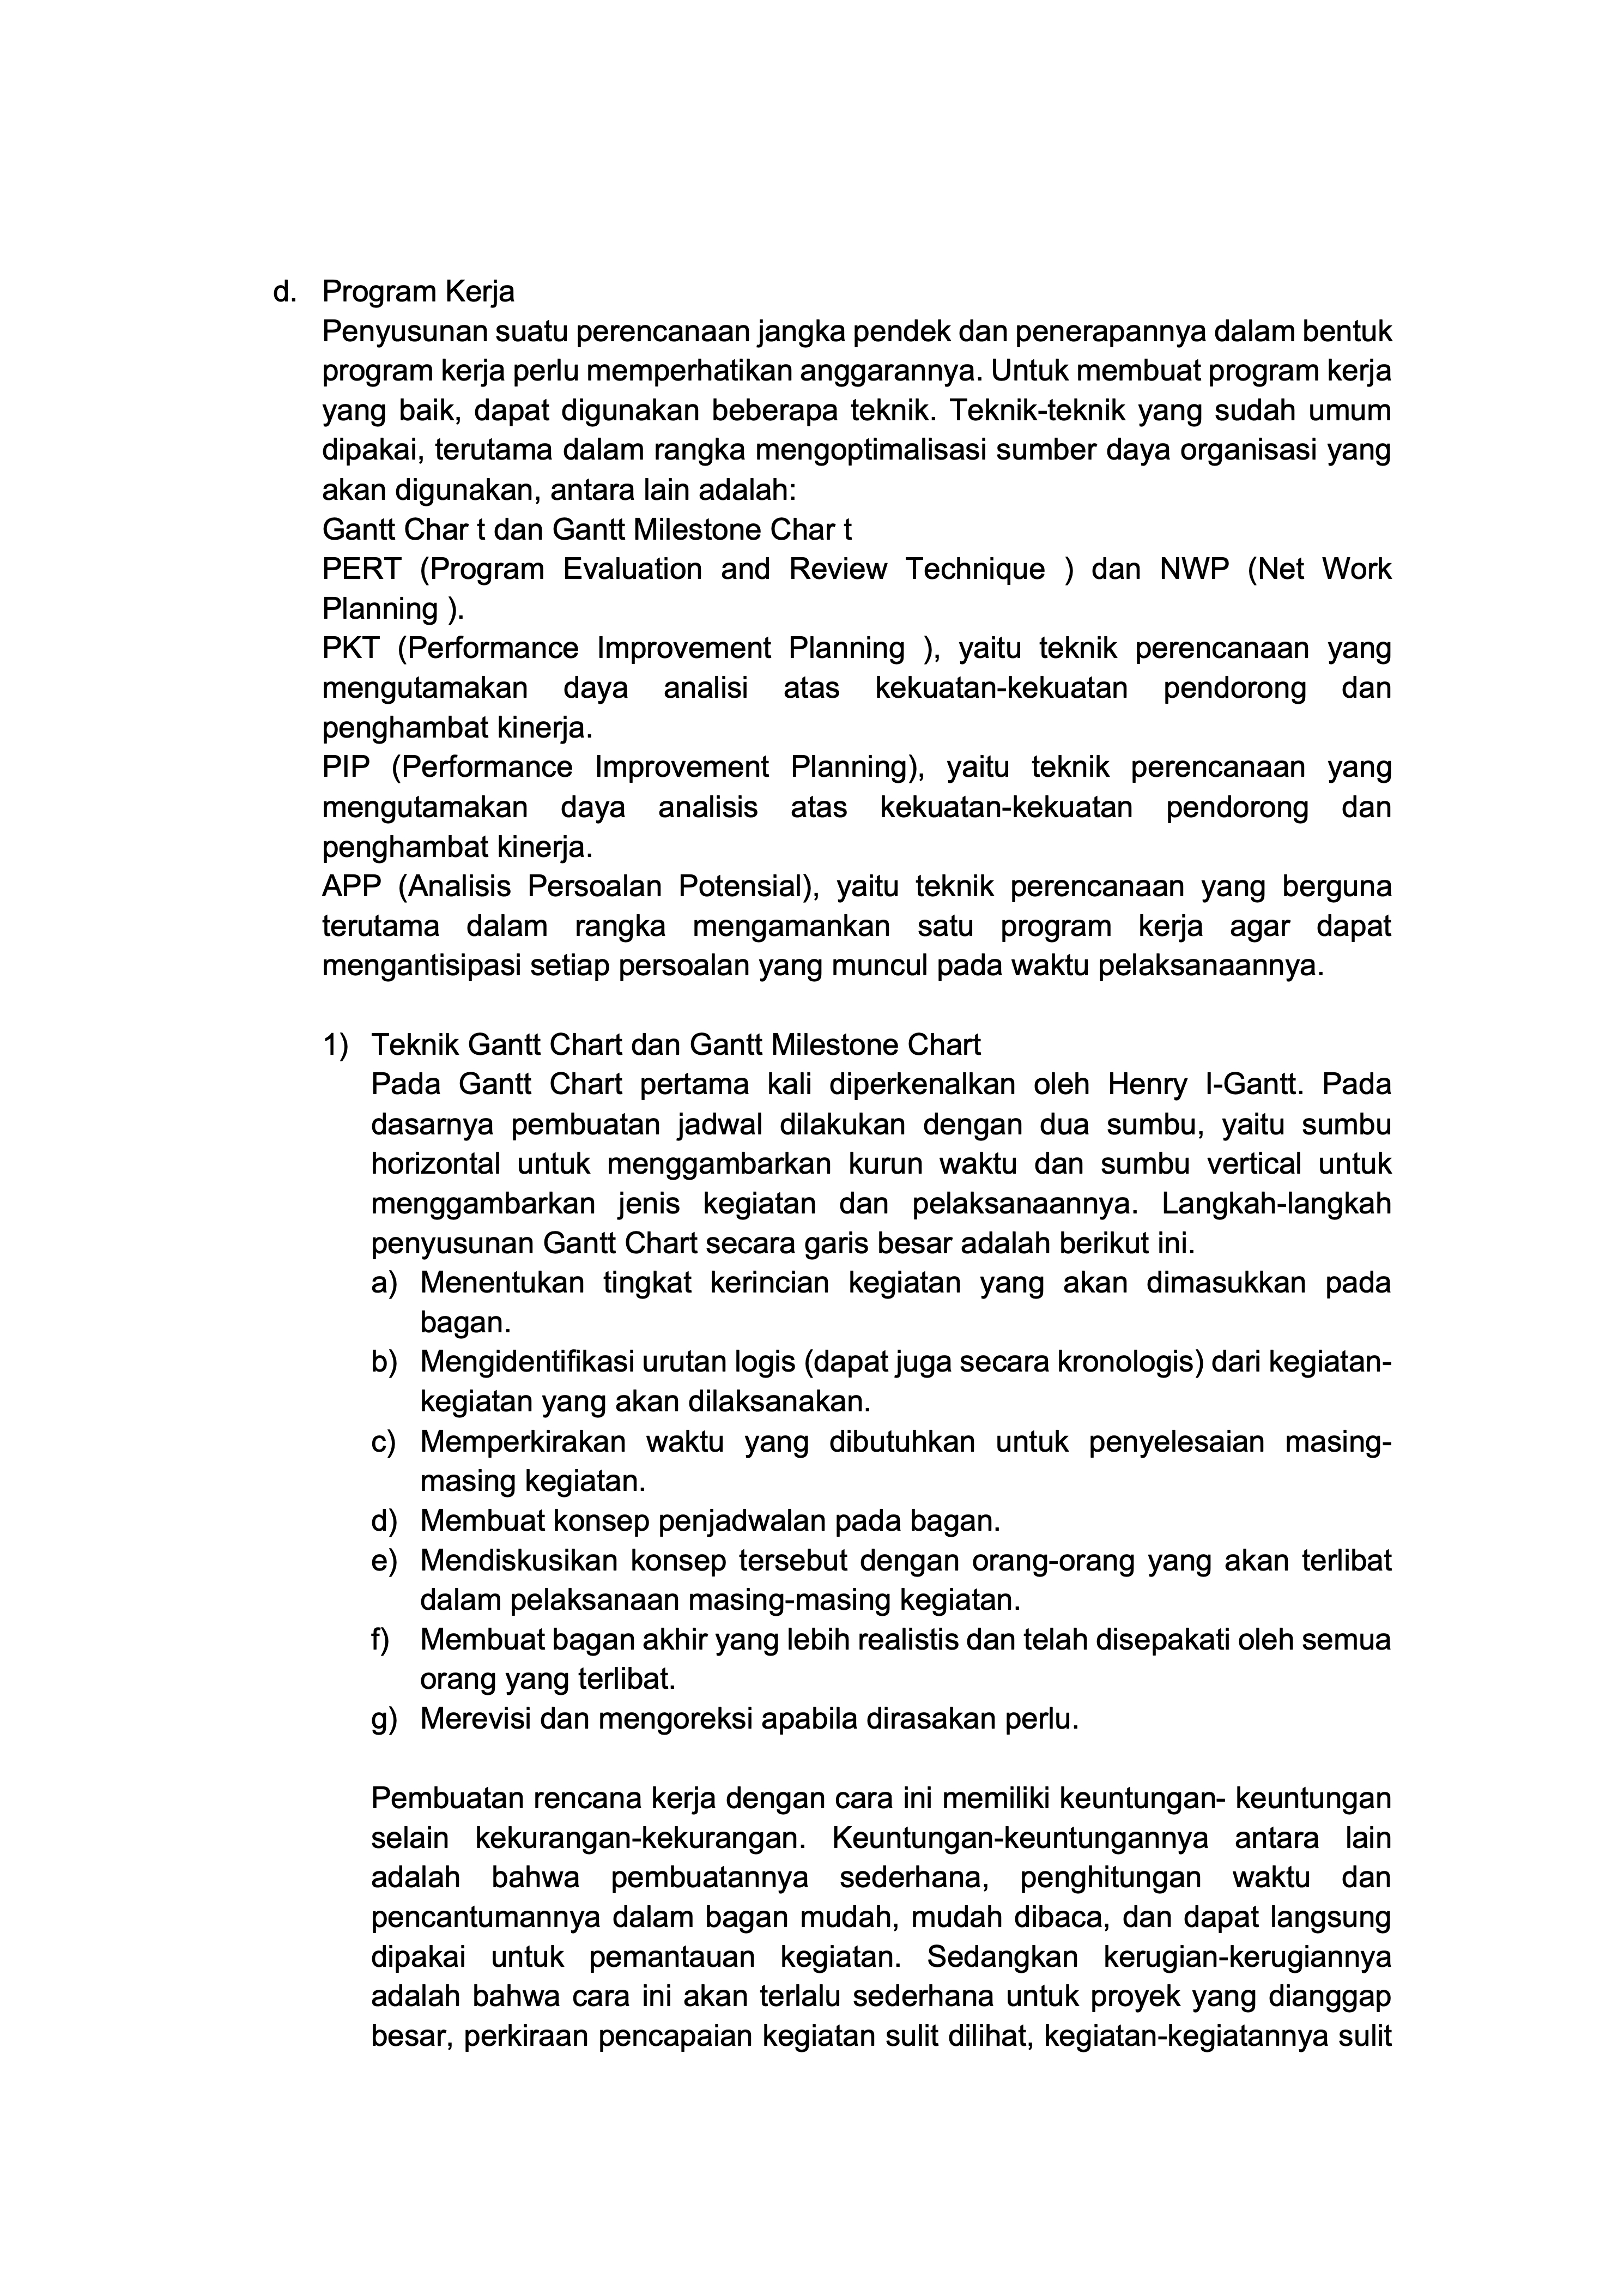 d. Program Kerja
Penyusunan suatu perencanaan jangka pendek dan penerapannya dalam bentuk
program kerja perlu memperhatikan anggarannya. Untuk membuat program kerja
yang baik, dapat digunakan beberapa teknik. Teknik-teknik yang sudah umum
dipakai, terutama dalam rangka mengoptimalisasi sumber daya organisasi yang
akan digunakan, antara lain adalah:
Gantt Char t dan Gantt Milestone Char t
PERT (Program Evaluation and Review Technique ) dan NWP (Net Work
Planning ).
PKT (Performance Improvement Planning ), yaitu teknik perencanaan yang
mengutamakan daya analisi atas kekuatan-kekuatan pendorong dan
penghambat kinerja.
PIP (Performance Improvement Planning), yaitu teknik perencanaan yang
mengutamakan daya analisis atas kekuatan-kekuatan pendorong dan
penghambat kinerja.
APP (Analisis Persoalan Potensial), yaitu teknik perencanaan yang berguna
terutama dalam rangka mengamankan satu program kerja agar dapat
mengantisipasi setiap persoalan yang muncul pada waktu pelaksanaannya.
1) Teknik Gantt Chart dan Gantt Milestone Chart
Pada Gantt Chart pertama kali diperkenalkan oleh Henry I-Gantt. Pada
dasarnya pembuatan jadwal dilakukan dengan dua sumbu, yaitu sumbu
horizontal untuk menggambarkan kurun waktu dan sumbu vertical untuk
menggambarkan jenis kegiatan dan pelaksanaannya. Langkah-langkah
penyusunan Gantt Chart secara garis besar adalah berikut ini.
a) Menentukan tingkat kerincian kegiatan yang akan dimasukkan pada
bagan.
b) Mengidentifikasi urutan logis (dapat juga secara kronologis) dari kegiatan-
kegiatan yang akan dilaksanakan.
c) Memperkirakan waktu yang dibutuhkan untuk penyelesaian masing-
masing kegiatan.
d) Membuat konsep penjadwalan pada bagan.
e) Mendiskusikan konsep tersebut dengan orang-orang yang akan terlibat
dalam pelaksanaan masing-masing kegiatan.
f) Membuat bagan akhir yang lebih realistis dan telah disepakati oleh semua
orang yang terlibat.
g) Merevisi dan mengoreksi apabila dirasakan perlu.
Pembuatan rencana kerja dengan cara ini memiliki keuntungan- keuntungan
selain kekurangan-kekurangan. Keuntungan-keuntungannya antara lain
adalah bahwa pembuatannya sederhana, penghitungan waktu dan
pencantumannya dalam bagan mudah, mudah dibaca, dan dapat langsung
dipakai untuk pemantauan kegiatan. Sedangkan kerugian-kerugiannya
adalah bahwa cara ini akan terlalu sederhana untuk proyek yang dianggap
besar, perkiraan pencapaian kegiatan sulit dilihat, kegiatan-kegiatannya sulit